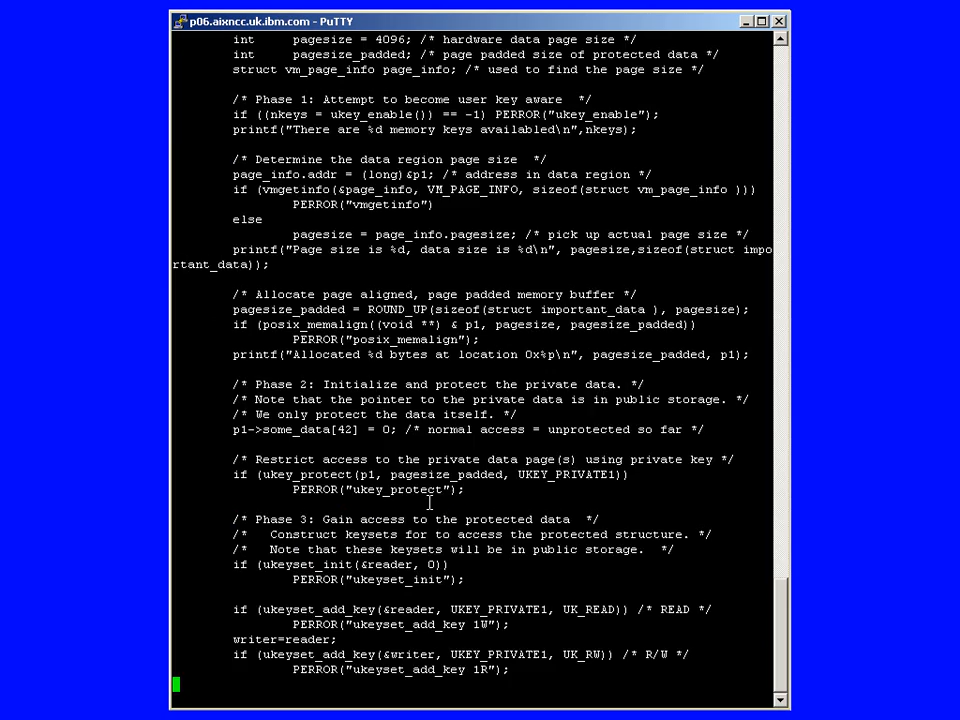 p06.aixncc.uk.ibm.com - PuTTY
int     pagesize = 4096; /* hardware data page size */
int     pagesize_padded; /* page padded size of protected data */
struct vm_page_info page_info; /* used to find the page size */
/* Phase 1: Attempt to become user key aware  */
if ((nkeys = ukey_enable()) == -1) PERROR("ukey_enable");
printf("There are %d memory keys availabled\n",nkeys);
/* Determine the data region page size  */
page_info.addr = (long)&p1; /* address in data region */
if (vmgetinfo(&page_info, VM_PAGE_INFO, sizeof(struct vm_page_info )))
PERROR("vmgetinfo")
else
pagesize = page_info.pagesize; /* pick up actual page size */
printf("Page size is %d, data size is %d\n", pagesize,sizeof(struct impo
rtant_data));
/* Allocate page aligned, page padded memory buffer */
pagesize_padded = ROUND_UP(sizeof(struct important_data ), pagesize);
if (posix_memalign((void **) & p1, pagesize, pagesize_padded))
PERROR("posix_memalign");
printf("Allocated %d bytes at location 0x%p\n", pagesize_padded, p1);
/* Phase 2: Initialize and protect the private data. */
/* Note that the pointer to the private data is in public storage. */
/* We only protect the data itself. */
p1->some_data[42] = 0; /* normal access = unprotected so far */
/* Restrict access to the private data page(s) using private key */
if (ukey_protect(p1, pagesize_padded, UKEY_PRIVATE1))
PERROR("ukey_protect");
/* Phase 3: Gain access to the protected data  */
/*   Construct keysets for to access the protected structure. */
/*   Note that these keysets will be in public storage.  */
if (ukeyset_init(&reader, 0))
PERROR("ukeyset_init");
if (ukeyset_add_key(&reader, UKEY_PRIVATE1, UK_READ)) /* READ */
PERROR("ukeyset_add_key 1W");
writer=reader;
if (ukeyset_add_key(&writer, UKEY_PRIVATE1, UK_RW)) /* R/W */
PERROR("ukeyset_add_key 1R");